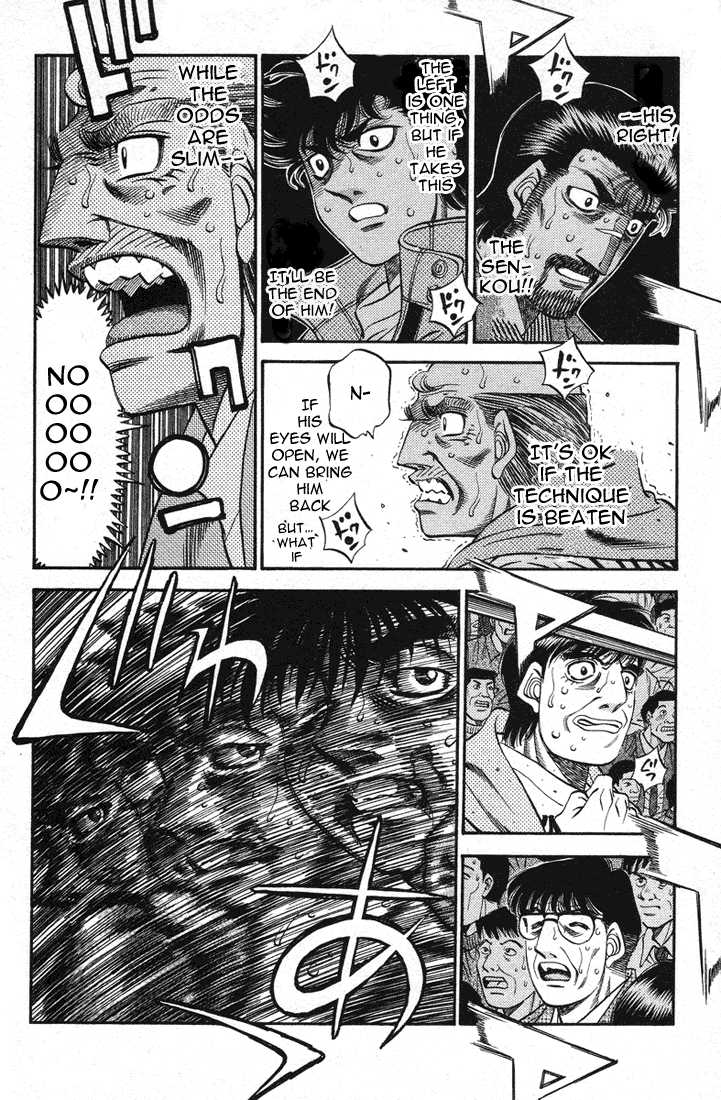 --HIS
RIGHT!
THE
SEN-
KOU!!
THE
LEFT
IS ONE
THING,
BUT IF
HE
TAKES
THIS
IT'LL BE
THE END
OF HIM!
WHILE
THE
ODDS
ARE
SLIM--
NO
OO
OO
OO
O~!!
IT'S OK
IF THE
TECHNIQUE
IS BEATEN
N-
IF
HIS
EYES WILL
OPEN, WE
CAN BRING
HIM
BACK
BUT...
WHAT
IF
ドクン
ドクン
ドクン
ドクン
ドクン
ドクン
ぐっ